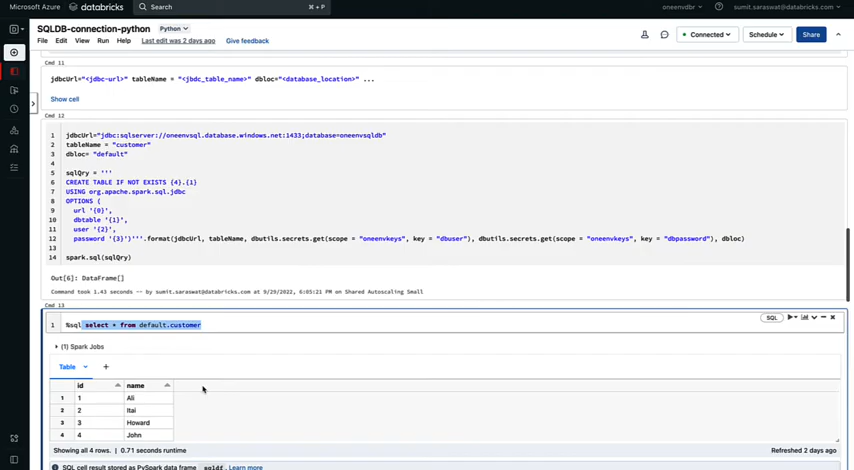 Microsoft Azure databricks Search ⌘ + P oneenvdbr sumit.saraswat@databricks.com
SQLDB-connection-python Python
File Edit View Run Help Last edit was 2 days ago Give feedback Connected Schedule Share
Cmd 11
jdbcUrl="<jdbc-url>" tableName = "<jbdc_table_name>" dbloc="<database_location>" ...
Show cell
Cmd 12
1 jdbcUrl="jdbc:sqlserver://oneenvsql.database.windows.net:1433;database=oneenvsqldb"
2 tableName = "customer"
3 dbloc= "default"
4
5 sqlQry = '''
6 CREATE TABLE IF NOT EXISTS {4}.{1}
7 USING org.apache.spark.sql.jdbc
8 OPTIONS (
9 url '{0}',
10 dbtable '{1}',
11 user '{2}',
12 password '{3}')'''.format(jdbcUrl, tableName, dbutils.secrets.get(scope = "oneenvkeys", key = "dbuser"), dbutils.secrets.get(scope = "oneenvkeys", key = "dbpassword"), dbloc)
13
14 spark.sql(sqlQry)
Out[6]: DataFrame[]
Command took 1.43 seconds -- by sumit.saraswat@databricks.com at 9/29/2022, 6:05:21 PM on Shared Autoscaling Small
Cmd 13
SQL
1 %sql select * from default.customer
(1) Spark Jobs
Table +
id name
1 1 Ali
2 2 Itai
3 3 Howard
4 4 John
Showing all 4 rows. | 0.71 seconds runtime Refreshed 2 days ago
SQL cell result stored as PySpark data frame _sqldf. Learn more